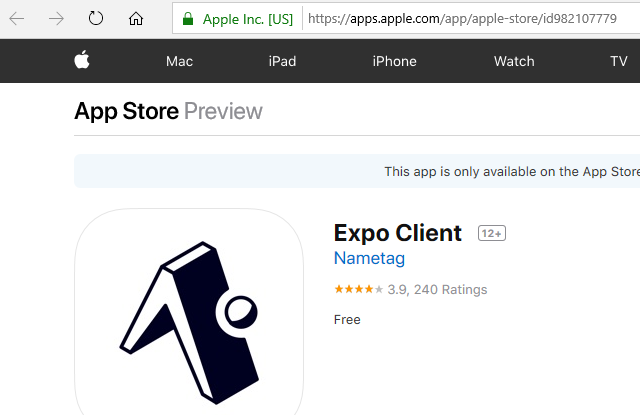 Apple Inc. [US] https://apps.apple.com/app/apple-store/id982107779
Mac iPad iPhone Watch TV
App Store Preview
This app is only available on the App Store
Expo Client 12+
Nametag
3.9, 240 Ratings
Free